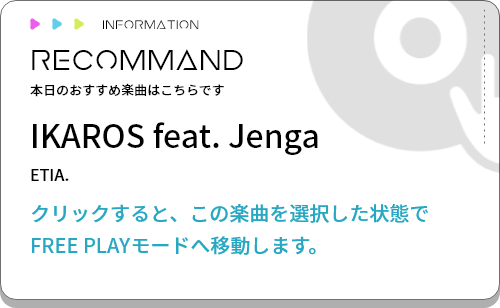 INFORMATION
RECOMMAND
本日のおすすめ楽曲はこちらです
IKAROS feat. Jenga
ETIA.
クリックすると、この楽曲を選択した状態で
FREE PLAYモードへ移動します。